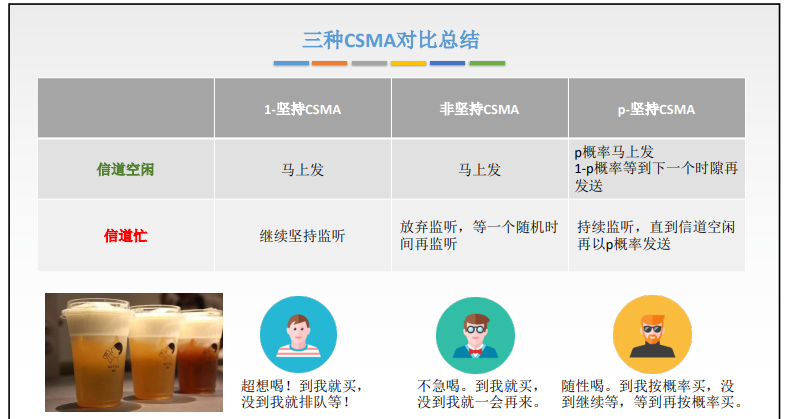 三种CSMA对比总结
1-坚持CSMA
非坚持CSMA
p-坚持CSMA
信道空闲
马上发
马上发
p概率马上发
1-p概率等到下一个时隙再
发送
信道忙
继续坚持监听
放弃监听，等一个随机时
间再监听
持续监听，直到信道空闲
再以p概率发送
超想喝！到我就买，
没到我就排队等！
不急喝。到我就买，
没到我就一会再来。
随性喝。到我按概率买，没
到继续等，等到再按概率买。